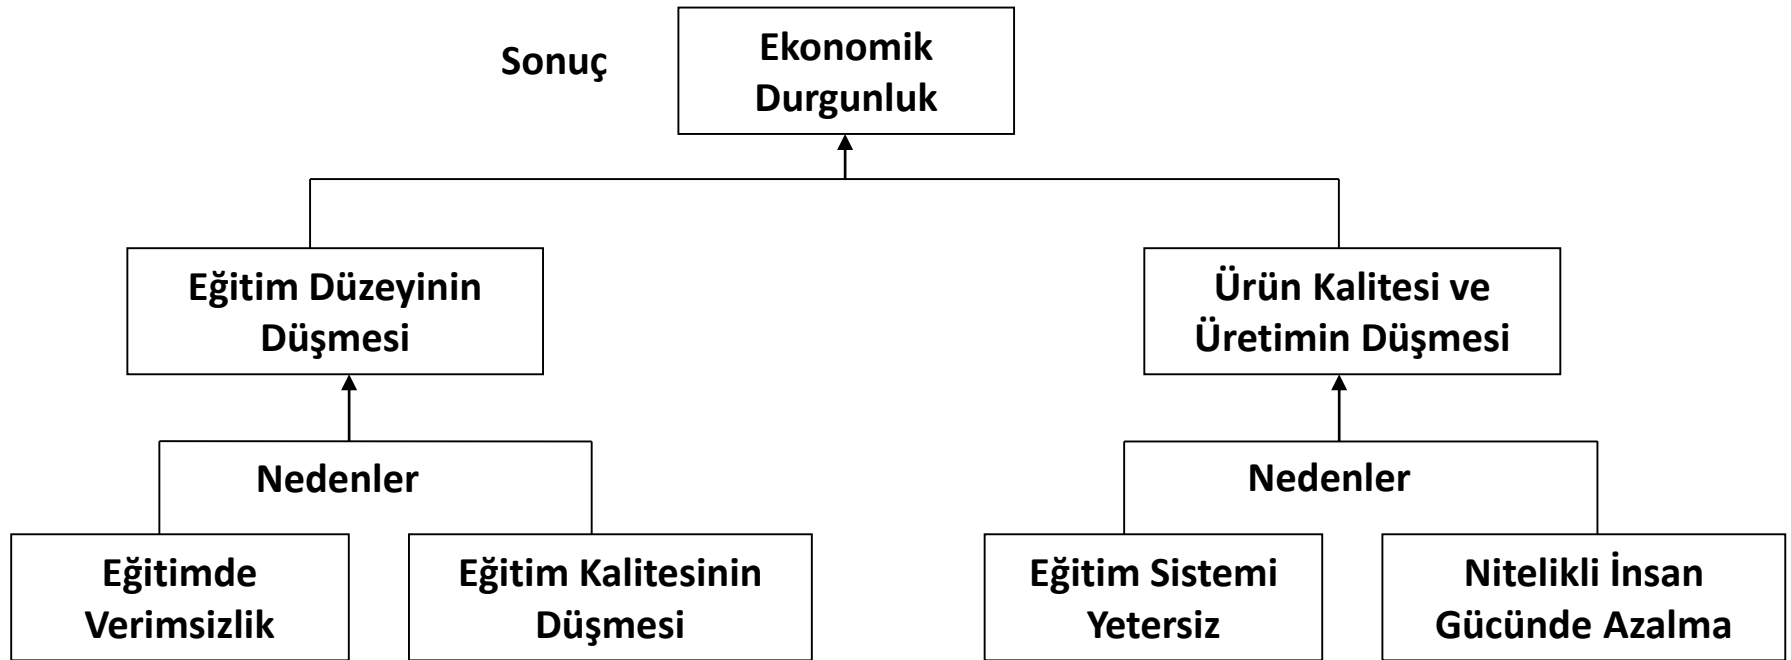 Sonuç
Ekonomik
Durgunluk
Eğitim Düzeyinin
Düşmesi
Ürün Kalitesi ve
Üretimin Düşmesi
Nedenler
Nedenler
Eğitimde
Verimsizlik
Eğitim Kalitesinin
Düşmesi
Eğitim Sistemi
Yetersiz
Nitelikli İnsan
Gücünde Azalma